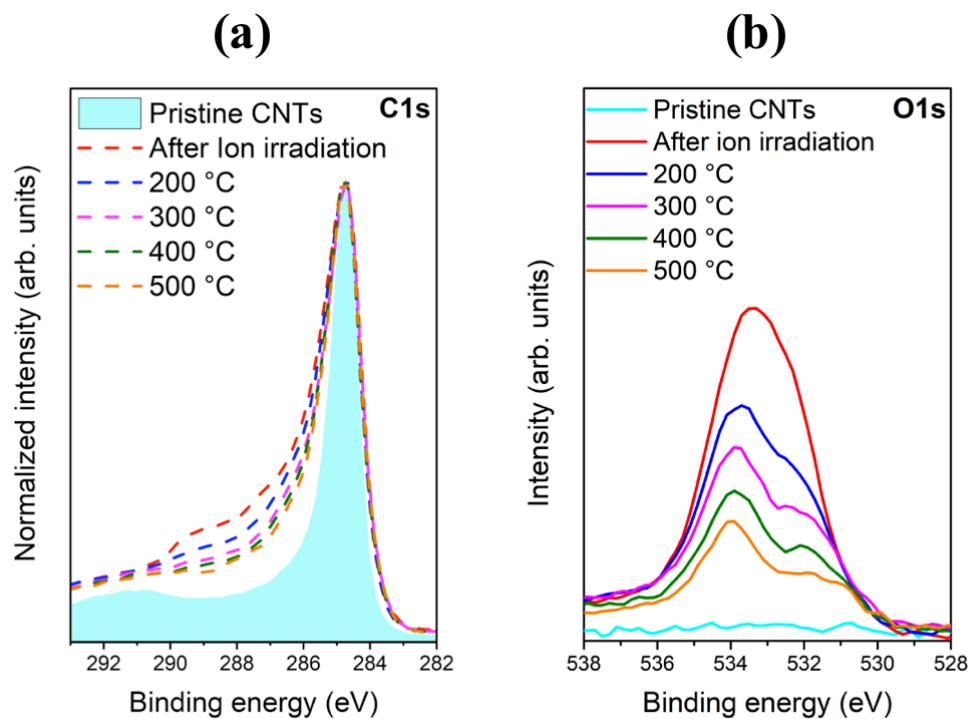 (a)
C1s
Pristine CNTs
After Ion irradiation
200 °C
300 °C
400 °C
500 °C
Normalized intensity (arb. units)
292 290 288 286 284 282
Binding energy (eV)
(b)
O1s
Pristine CNTs
After Ion irradiation
200 °C
300 °C
400 °C
500 °C
Intensity (arb. units)
538 536 534 532 530 528
Binding energy (eV)